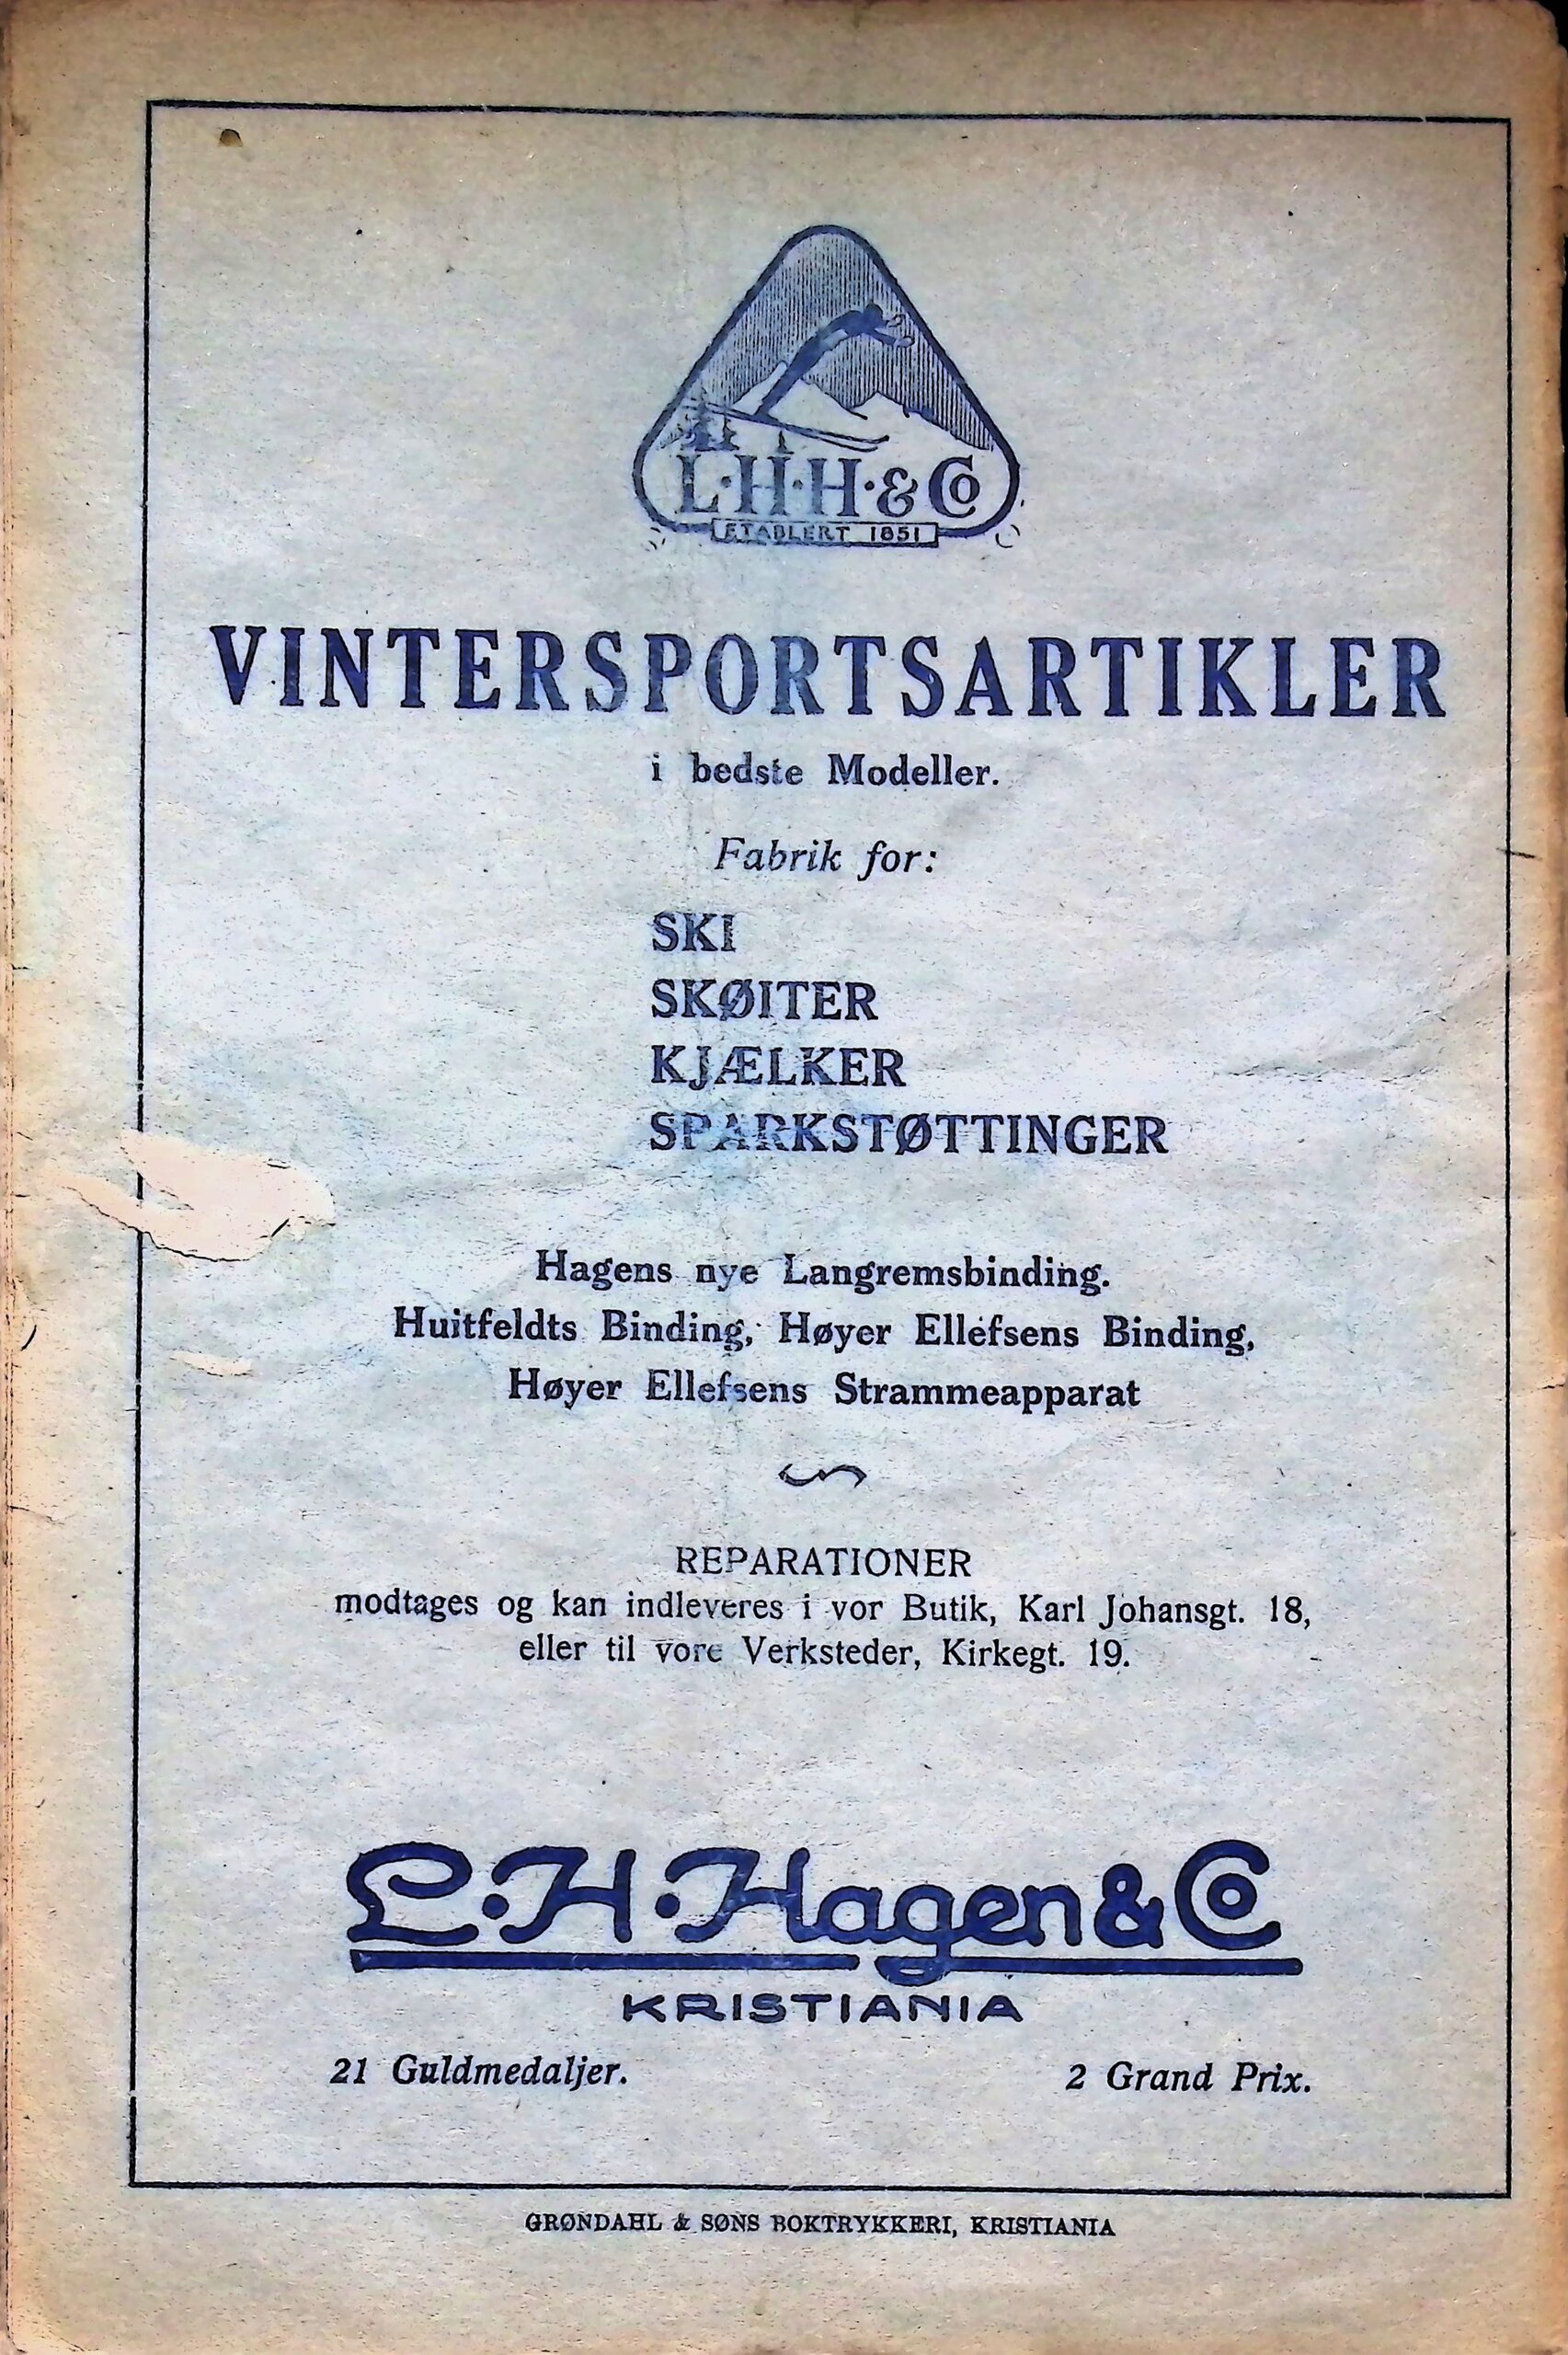 L·H·H·& Co
ETABLERT 1851
VINTERSPORTSARTIKLER
i bedste Modeller.
Fabrik for:
SKI
SKØITER
KJÆLKER
SPARKSTØTTINGER
Hagens nye Langremsbinding.
Huitfeldts Binding, Høyer Ellefsens Binding,
Høyer Ellefsens Strammeapparat
REPARATIONER
modtages og kan indleveres i vor Butik, Karl Johansgt. 18,
eller til vore Verksteder, Kirkegt. 19.
L·H·Hagen & Co
KRISTIANIA
21 Guldmedaljer. 2 Grand Prix.
GRØNDAHL & SØNS BOKTRYKKERI, KRISTIANIA